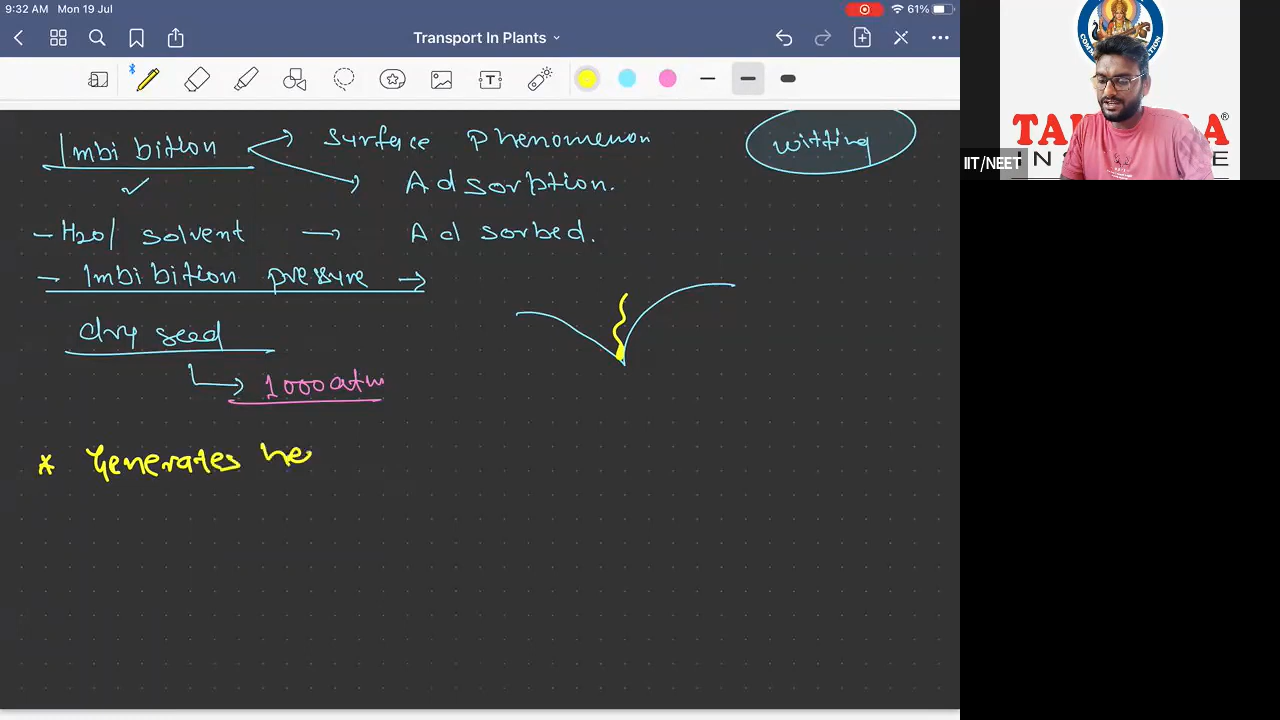 9:32 AM Mon 19 Jul
61%
Transport In Plants
Imbibition → Surface Phenomenon
→ Adsorption.
witting
- H2O/ solvent → Adsorbed.
- Imbibition pressure →
dry seed
→ 1000 atm
* Generates he
IIT/NEET